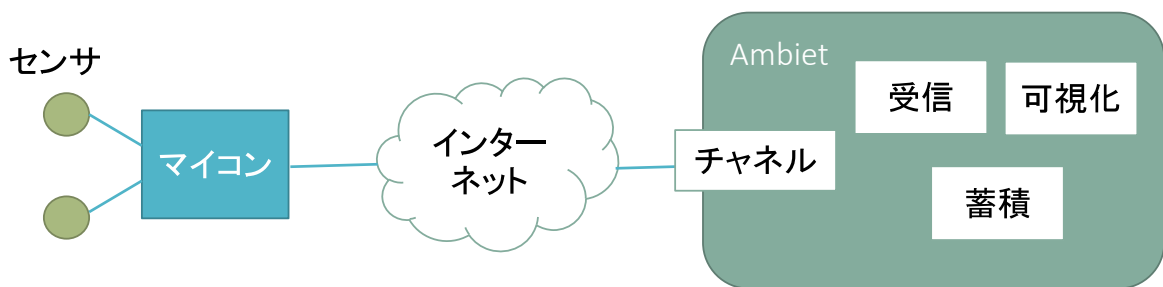 センサ
マイコン
インター
ネット
チャネル
Ambiet
受信
可視化
蓄積